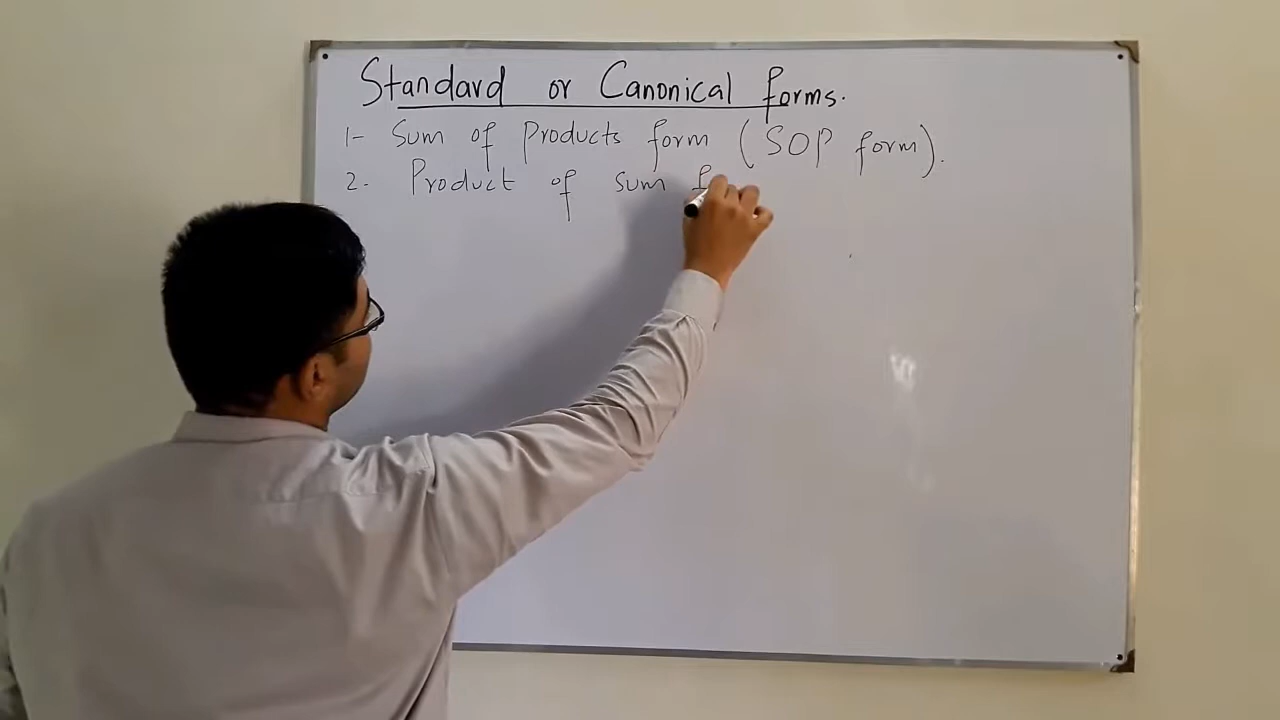 Standard or Canonical forms.
1- Sum of Products form (SOP form).
2. Product of sum f